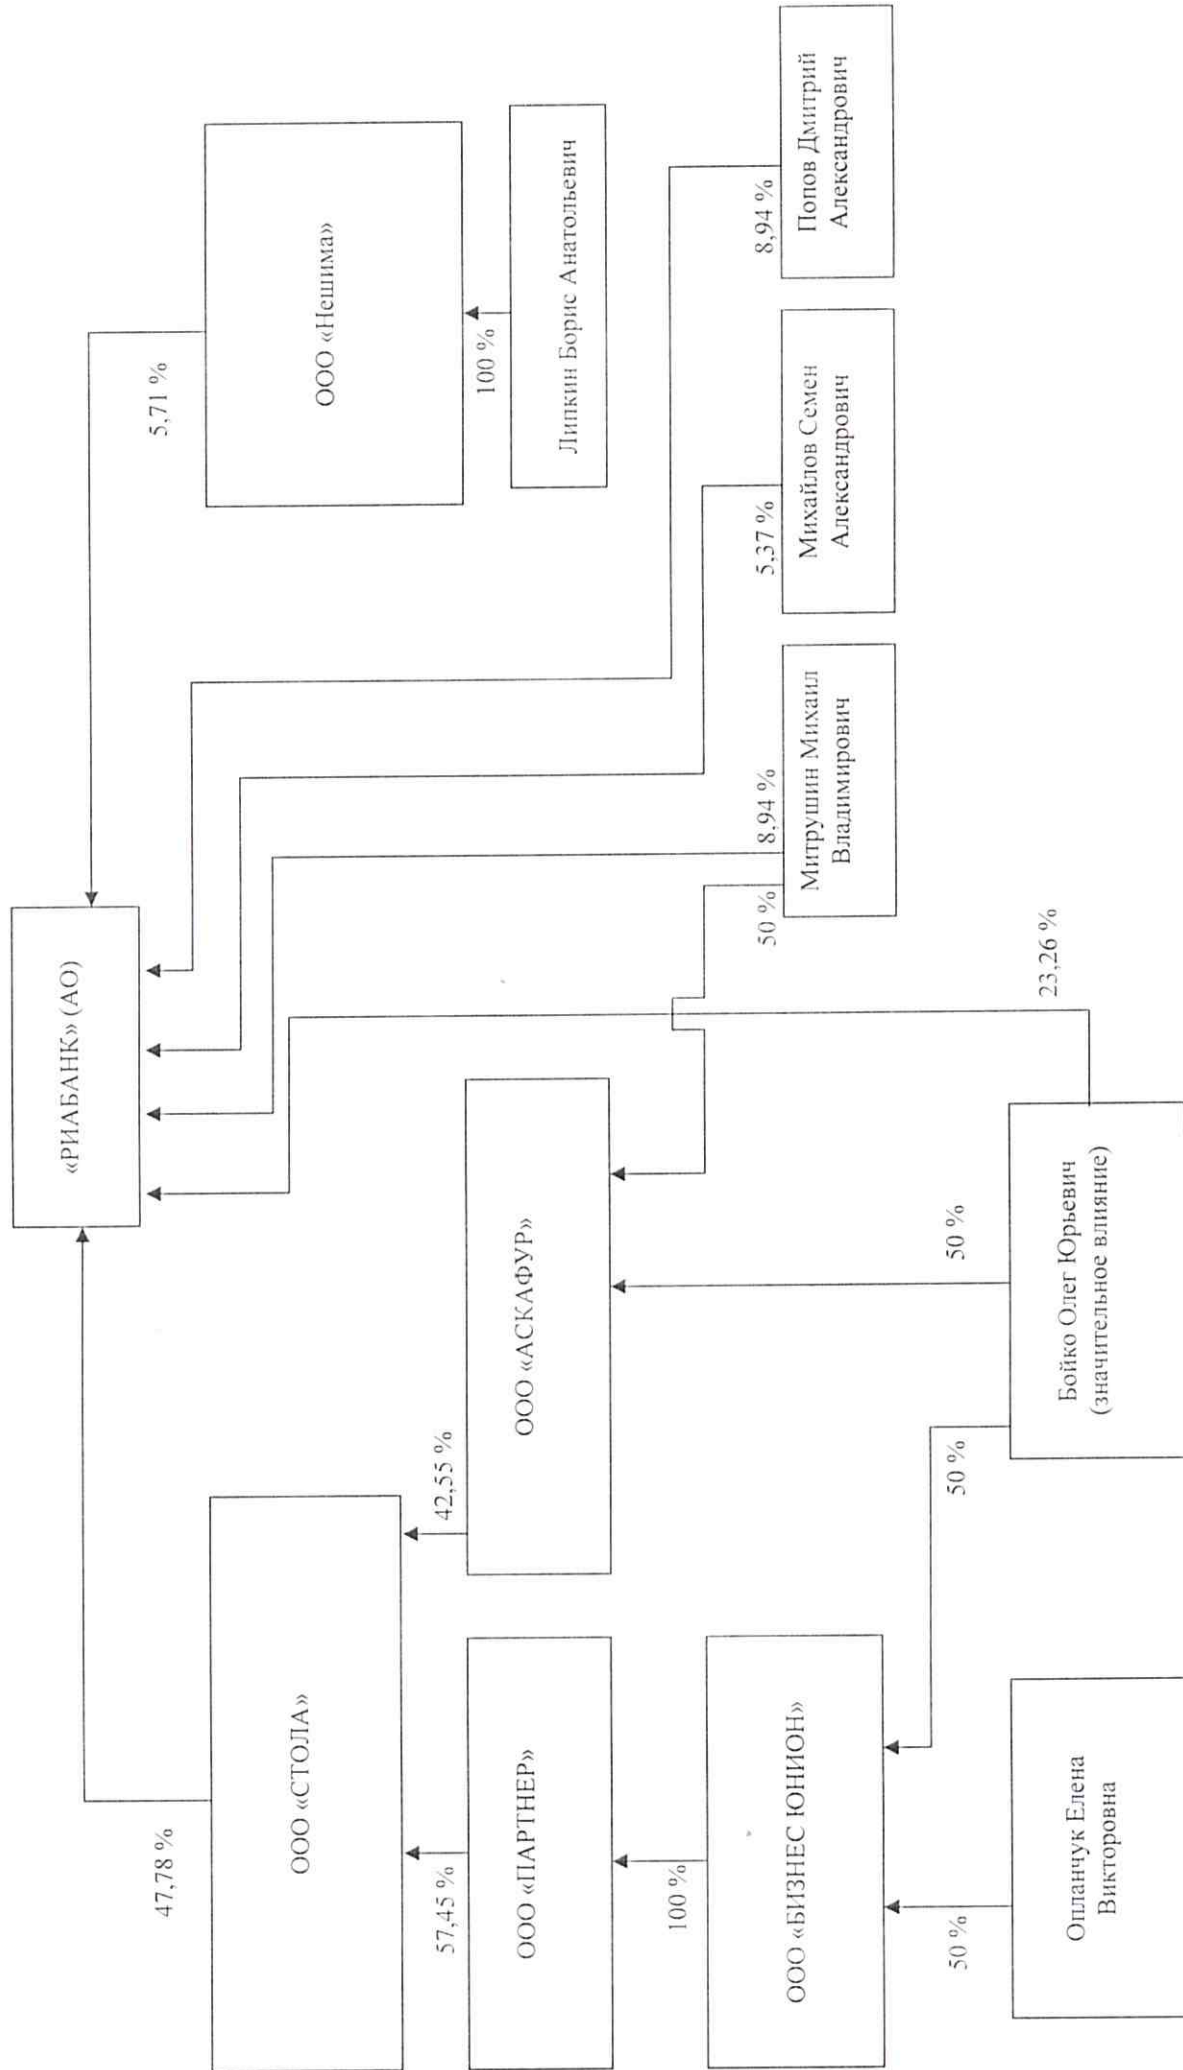 «РИАБАНК» (АО)
47,78 %
5,71 %
ООО «СТОЛА»
ООО «Нешима»
57,45 %
42,55 %
100 %
ООО «ПАРТНЕР»
ООО «АСКАФУР»
Липкин Борис Анатольевич
100 %
50 %
8,94 %
5,37 %
8,94 %
ООО «БИЗНЕС ЮНИОН»
Митрушин Михаил
Владимирович
Михайлов Семен
Александрович
Попов Дмитрий
Александрович
50 %
50 %
50 %
23,26 %
Опланчук Елена
Викторовна
Бойко Олег Юрьевич
(значительное влияние)